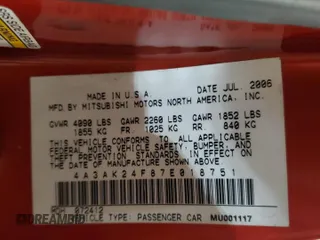 MADE IN U.S.A. DATE JUL. 2006
MFD. BY MITSUBISHI MOTORS NORTH AMERICA, INC.
GVWR 4090 LBS GAWR 2260 LBS GAWR 1852 LBS
1855 KG FR. 1025 KG RR 840 KG
THIS VEHICLE CONFORMS TO ALL APPLICABLE
FEDERAL MOTOR VEHICLE SAFETY, BUMPER, AND
THEFT PREVENTION STANDARDS IN EFFECT ON THE
DATE OF MANUFACTURE SHOWN ABOVE.
4A3AK24F87E018751
MDH 072412
VEHICLE TYPE: PASSENGER CAR MU001117